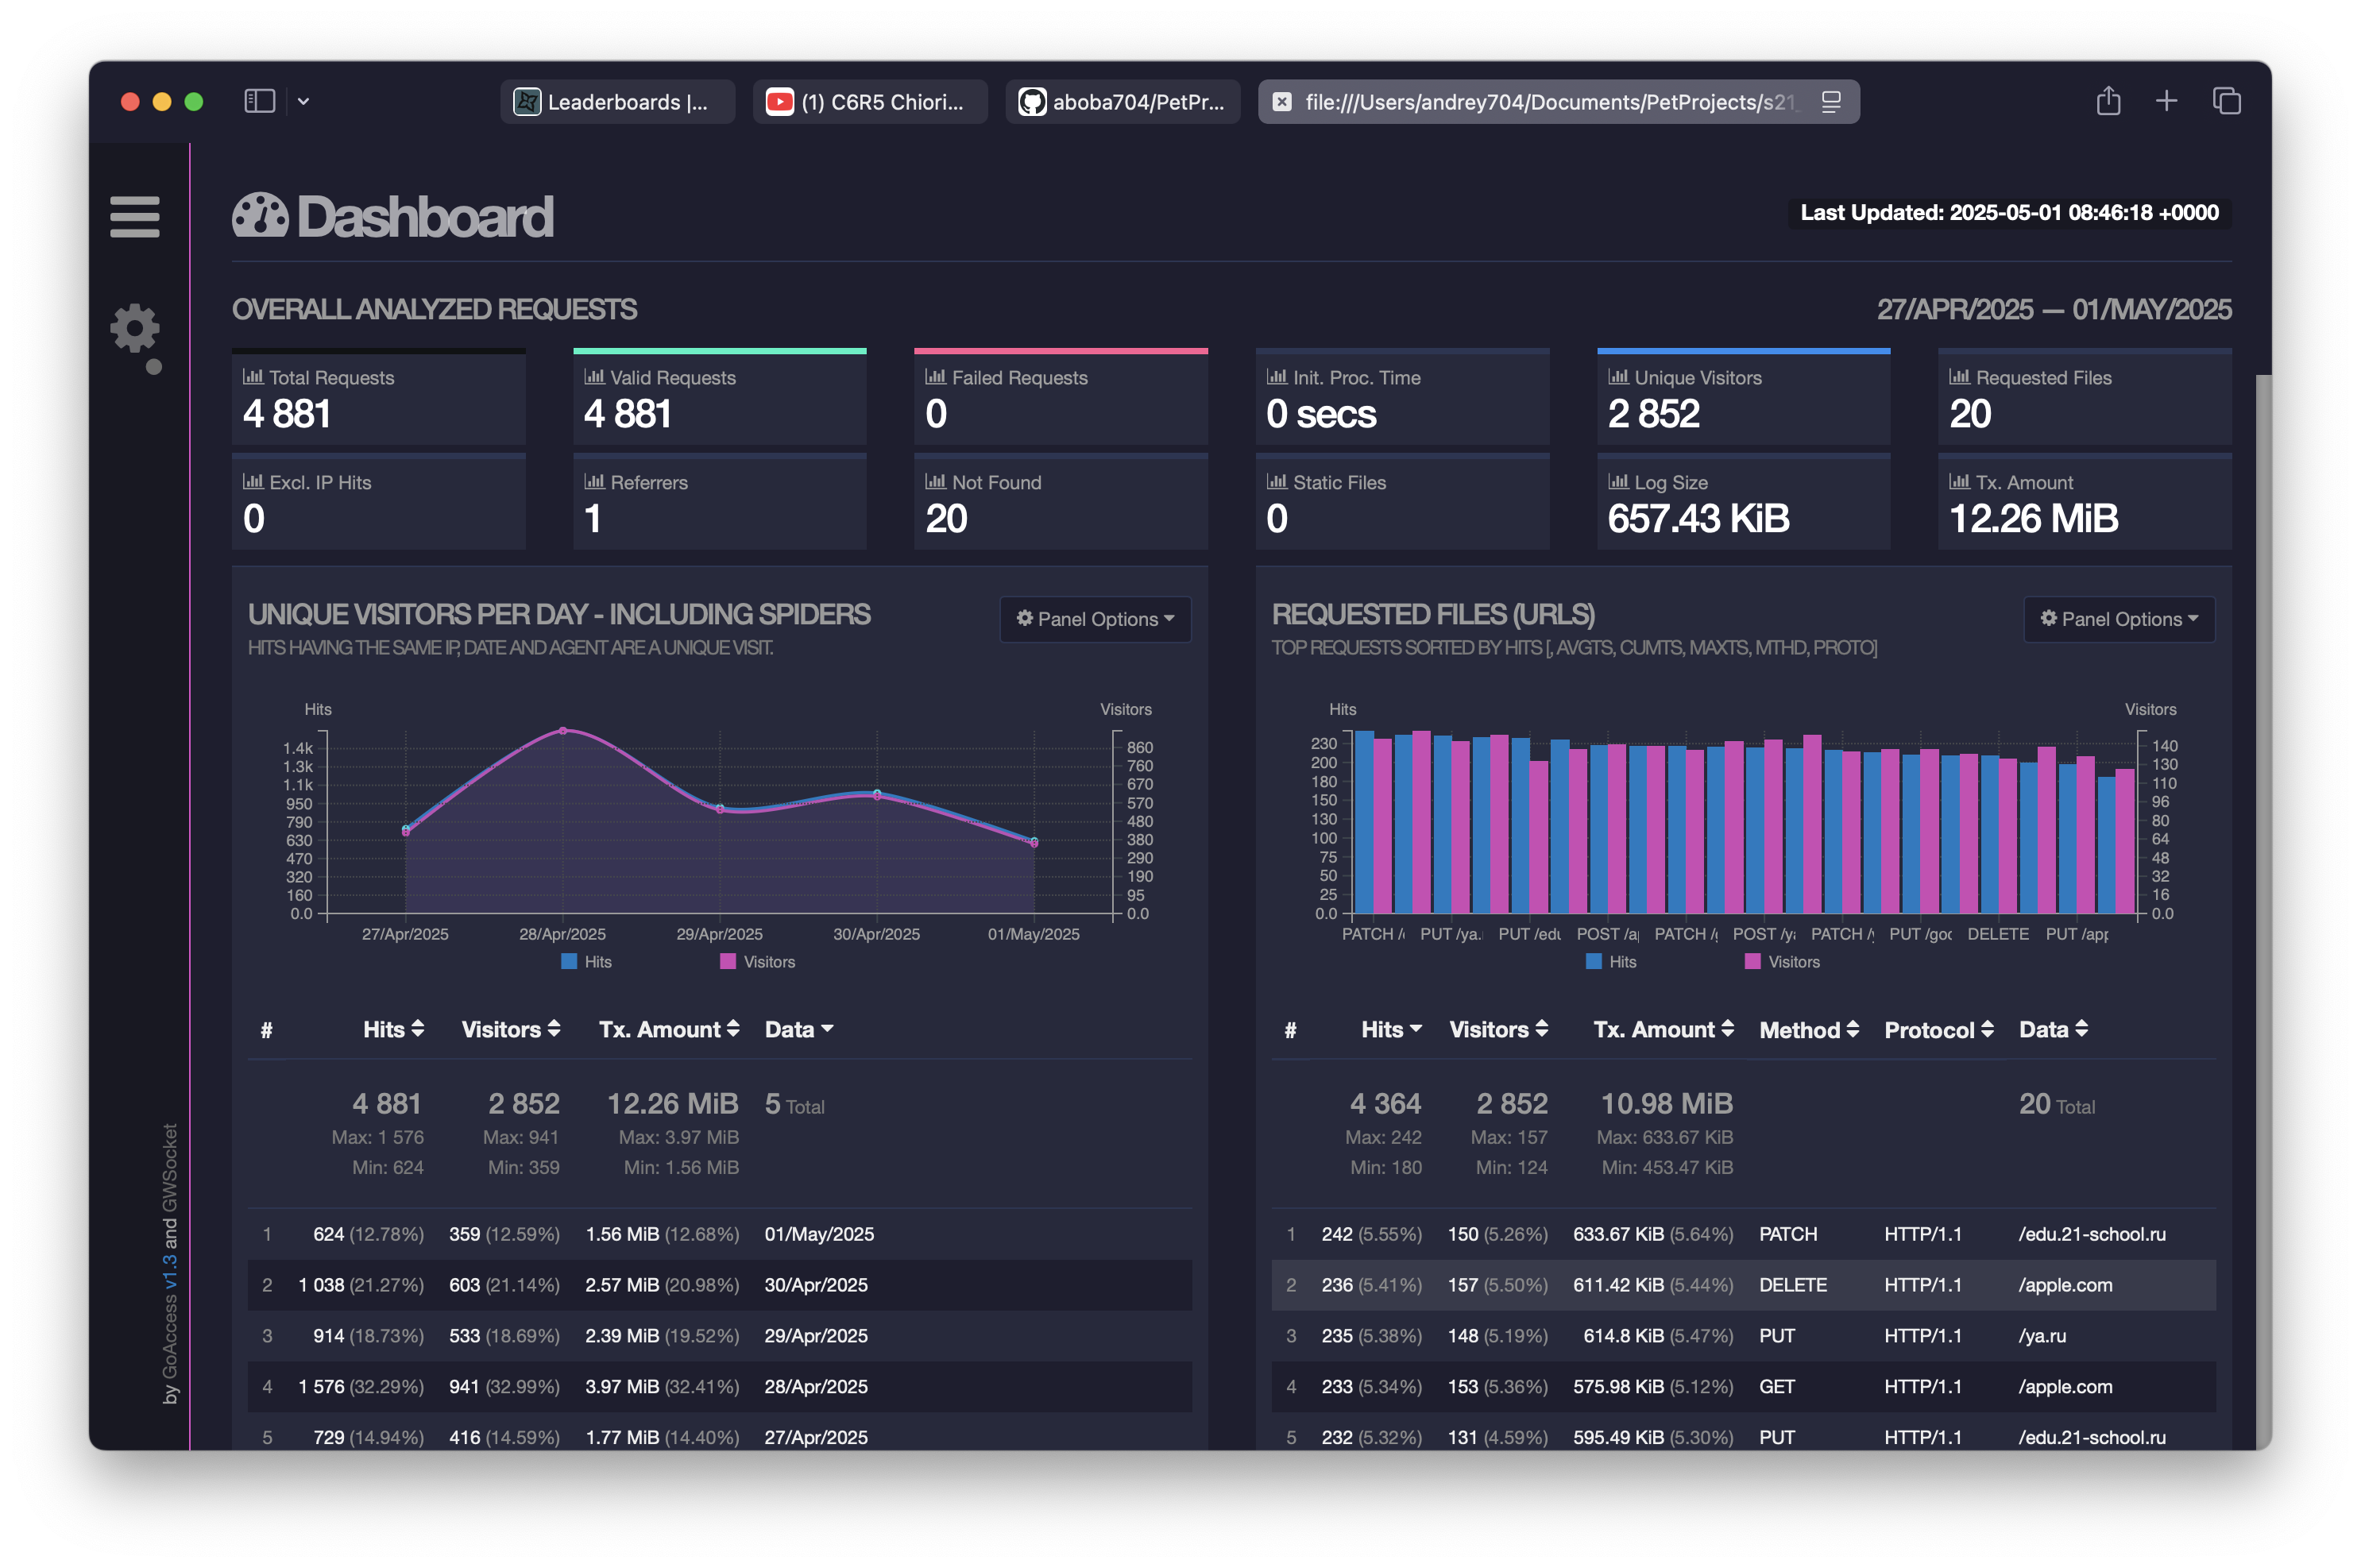 Leaderboards |...
(1) C6R5 Chiori...
aboba704/PetPr...
file:///Users/andrey704/Documents/PetProjects/s21_
Dashboard
Last Updated: 2025-05-01 08:46:18 +0000
OVERALL ANALYZED REQUESTS
27/APR/2025 — 01/MAY/2025
Total Requests
4 881
Valid Requests
4 881
Failed Requests
0
Init. Proc. Time
0 secs
Unique Visitors
2 852
Requested Files
20
Excl. IP Hits
0
Referrers
1
Not Found
20
Static Files
0
Log Size
657.43 KiB
Tx. Amount
12.26 MiB
UNIQUE VISITORS PER DAY - INCLUDING SPIDERS
Panel Options
HITS HAVING THE SAME IP, DATE AND AGENT ARE A UNIQUE VISIT.
Hits
Visitors
1.4k
1.3k
1.1k
950
790
630
470
320
160
0.0
860
760
670
570
480
380
290
190
95
0.0
27/Apr/2025 28/Apr/2025 29/Apr/2025 30/Apr/2025 01/May/2025
Hits Visitors
# Hits Visitors Tx. Amount Data
4 881 2 852 12.26 MiB 5 Total
Max: 1 576 Max: 941 Max: 3.97 MiB
Min: 624 Min: 359 Min: 1.56 MiB
1 624 (12.78%) 359 (12.59%) 1.56 MiB (12.68%) 01/May/2025
2 1 038 (21.27%) 603 (21.14%) 2.57 MiB (20.98%) 30/Apr/2025
3 914 (18.73%) 533 (18.69%) 2.39 MiB (19.52%) 29/Apr/2025
4 1 576 (32.29%) 941 (32.99%) 3.97 MiB (32.41%) 28/Apr/2025
5 729 (14.94%) 416 (14.59%) 1.77 MiB (14.40%) 27/Apr/2025
REQUESTED FILES (URLS)
Panel Options
TOP REQUESTS SORTED BY HITS [, AVGTS, CUMTS, MAXTS, MTHD, PROTO]
Hits
Visitors
230
200
180
150
130
100
75
50
25
0.0
140
130
110
96
80
64
48
32
16
0.0
PATCH / PUT /ya. PUT /edu POST /a PATCH / POST /y PATCH / PUT /goo DELETE PUT /app
Hits Visitors
# Hits Visitors Tx. Amount Method Protocol Data
4 364 2 852 10.98 MiB 20 Total
Max: 242 Max: 157 Max: 633.67 KiB
Min: 180 Min: 124 Min: 453.47 KiB
1 242 (5.55%) 150 (5.26%) 633.67 KiB (5.64%) PATCH HTTP/1.1 /edu.21-school.ru
2 236 (5.41%) 157 (5.50%) 611.42 KiB (5.44%) DELETE HTTP/1.1 /apple.com
3 235 (5.38%) 148 (5.19%) 614.8 KiB (5.47%) PUT HTTP/1.1 /ya.ru
4 233 (5.34%) 153 (5.36%) 575.98 KiB (5.12%) GET HTTP/1.1 /apple.com
5 232 (5.32%) 131 (4.59%) 595.49 KiB (5.30%) PUT HTTP/1.1 /edu.21-school.ru
by GoAccess v1.3 and GWSocket